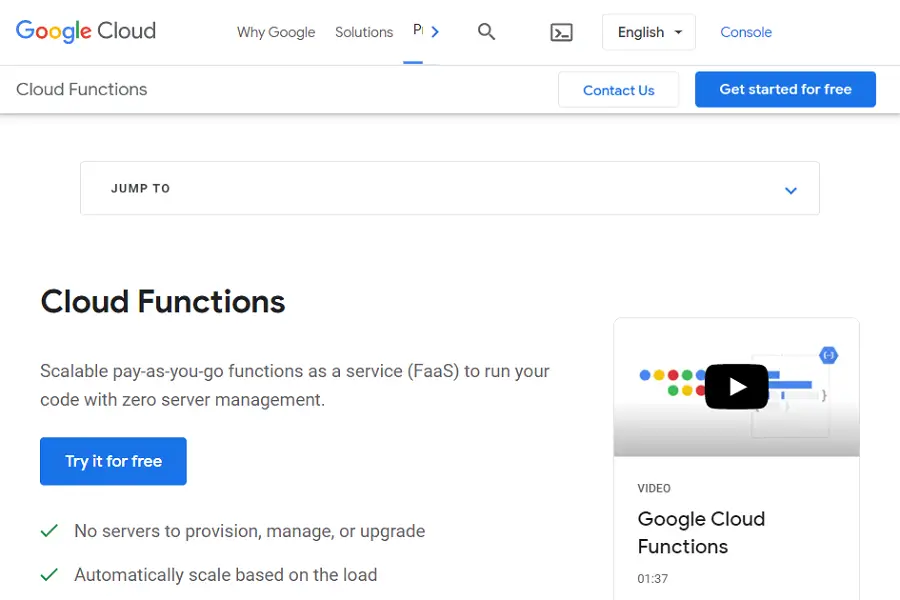 Google Cloud
Why Google
Solutions
English
Console
Cloud Functions
Contact Us
Get started for free
JUMP TO
Cloud Functions
Scalable pay-as-you-go functions as a service (FaaS) to run your
code with zero server management.
Try it for free
No servers to provision, manage, or upgrade
Automatically scale based on the load
VIDEO
Google Cloud
Functions
01:37